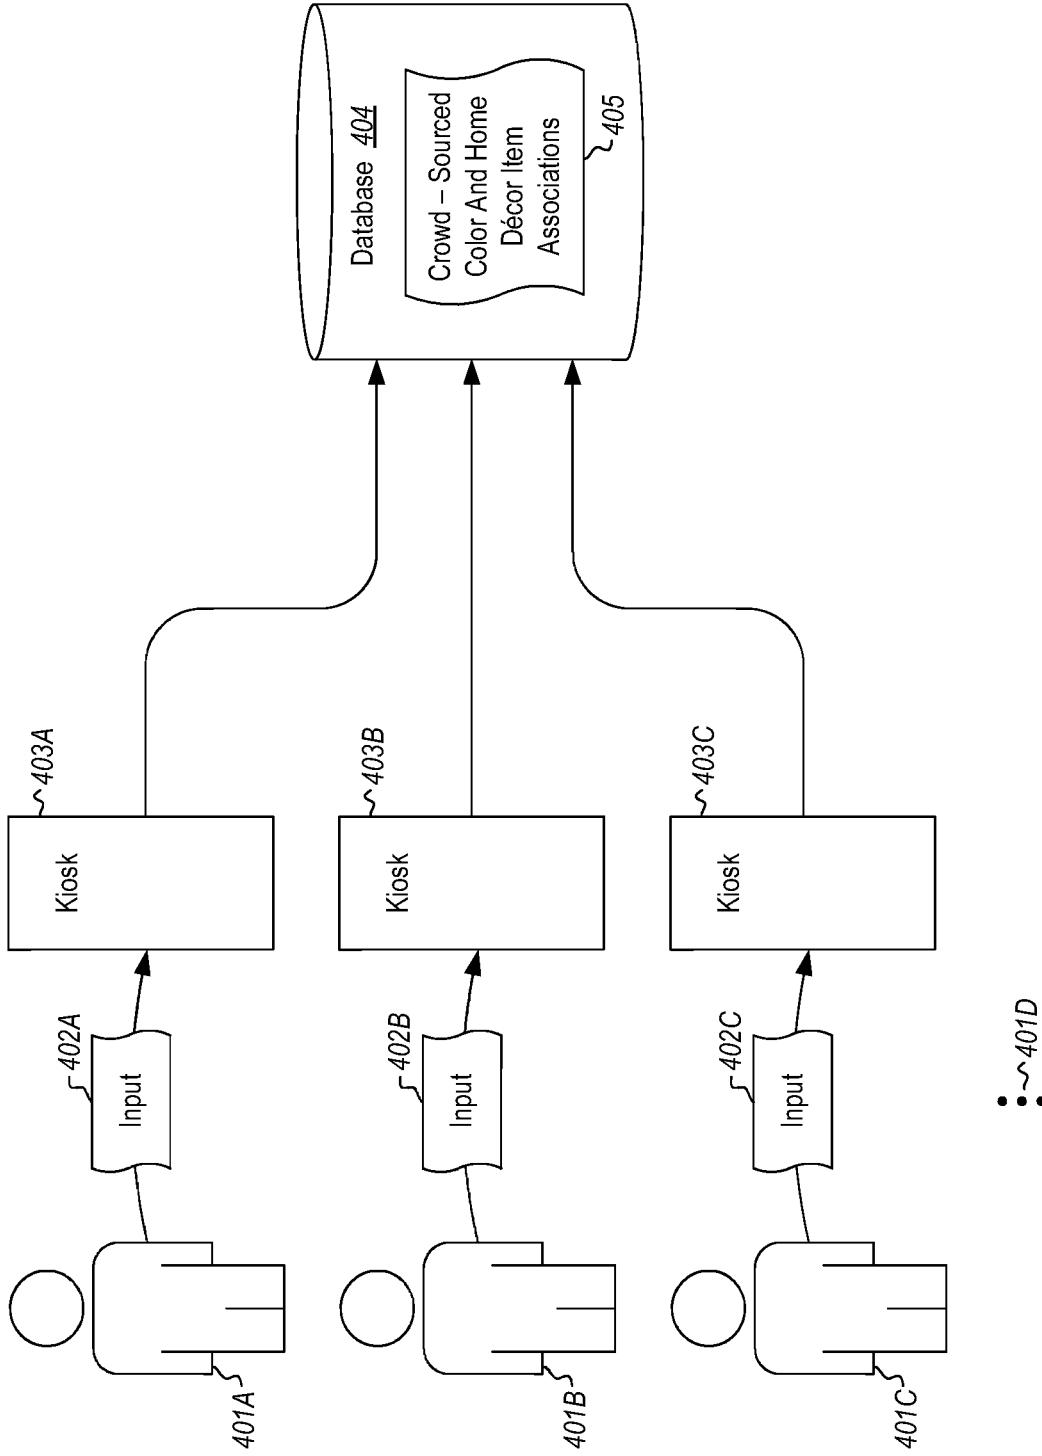 401A
402A
Input
403A
Kiosk
401B
402B
Input
403B
Kiosk
401C
402C
Input
403C
Kiosk
401D
Database 404
Crowd – Sourced
Color And Home
Décor Item
Associations
405